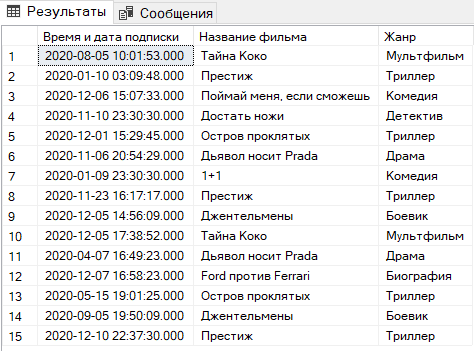 Результаты Сообщения
Время и дата подписки Название фильма Жанр
1 2020-08-05 10:01:53.000 Тайна Коко Мультфильм
2 2020-01-10 03:09:48.000 Престиж Триллер
3 2020-12-06 15:07:33.000 Поймай меня, если сможешь Комедия
4 2020-11-10 23:30:30.000 Достать ножи Детектив
5 2020-12-01 15:29:45.000 Остров проклятых Триллер
6 2020-11-06 20:54:29.000 Дьявол носит Prada Драма
7 2020-01-09 23:30:30.000 1+1 Комедия
8 2020-11-23 16:17:17.000 Престиж Триллер
9 2020-12-05 14:56:09.000 Джентельмены Боевик
10 2020-12-05 17:38:52.000 Тайна Коко Мультфильм
11 2020-04-07 16:49:23.000 Дьявол носит Prada Драма
12 2020-12-07 16:58:23.000 Ford против Ferrari Биография
13 2020-05-15 19:01:25.000 Остров проклятых Триллер
14 2020-09-05 19:50:09.000 Джентельмены Боевик
15 2020-12-10 22:37:30.000 Престиж Триллер